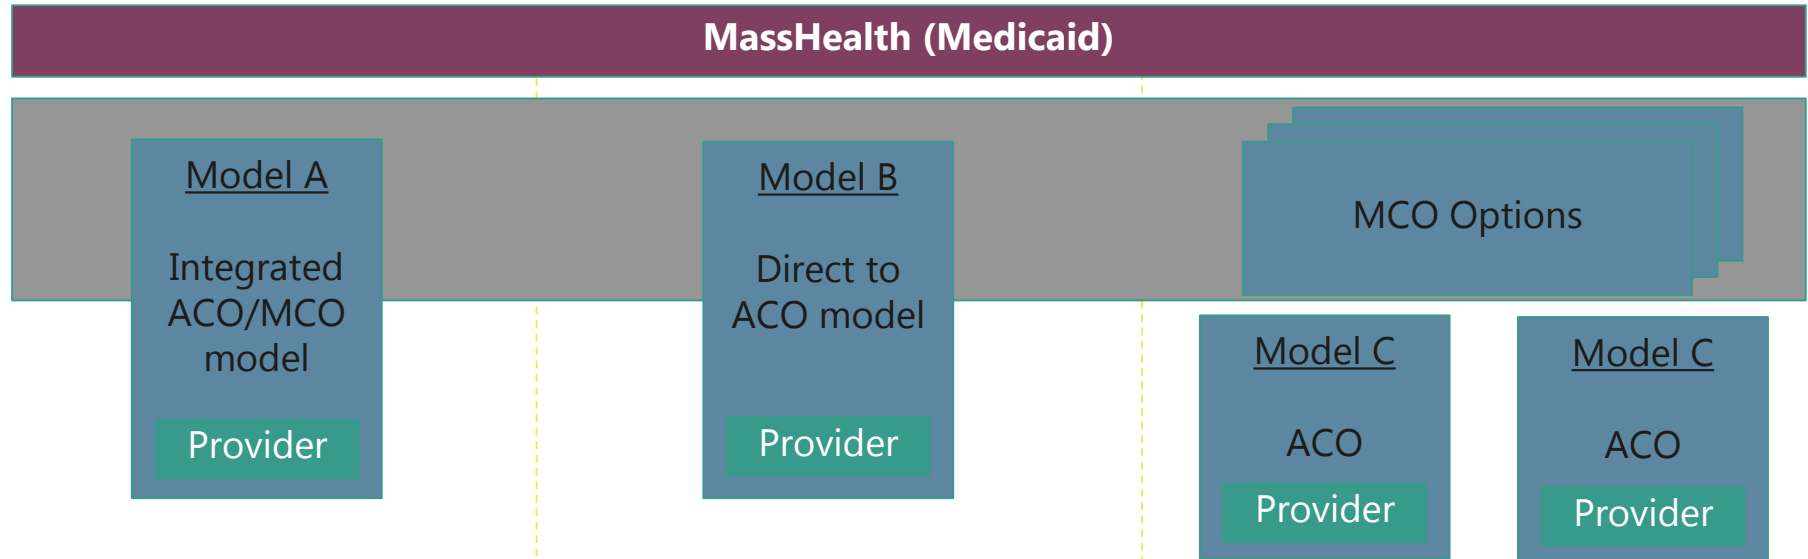 MassHealth (Medicaid)
Model A
Integrated
ACO/MCO
model
Provider
Model B
Direct to
ACO model
Provider
MCO Options
Model C
ACO
Provider
Model C
ACO
Provider